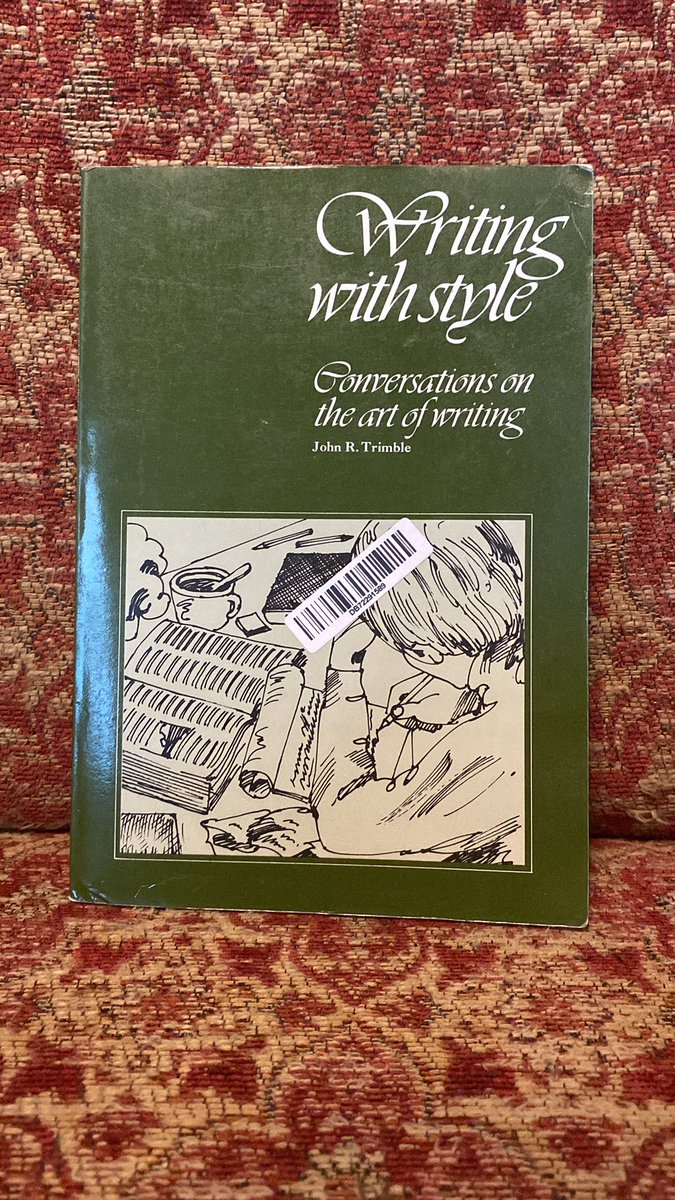 Writing
with style
Conversations on
the art of writing
John R. Trimble